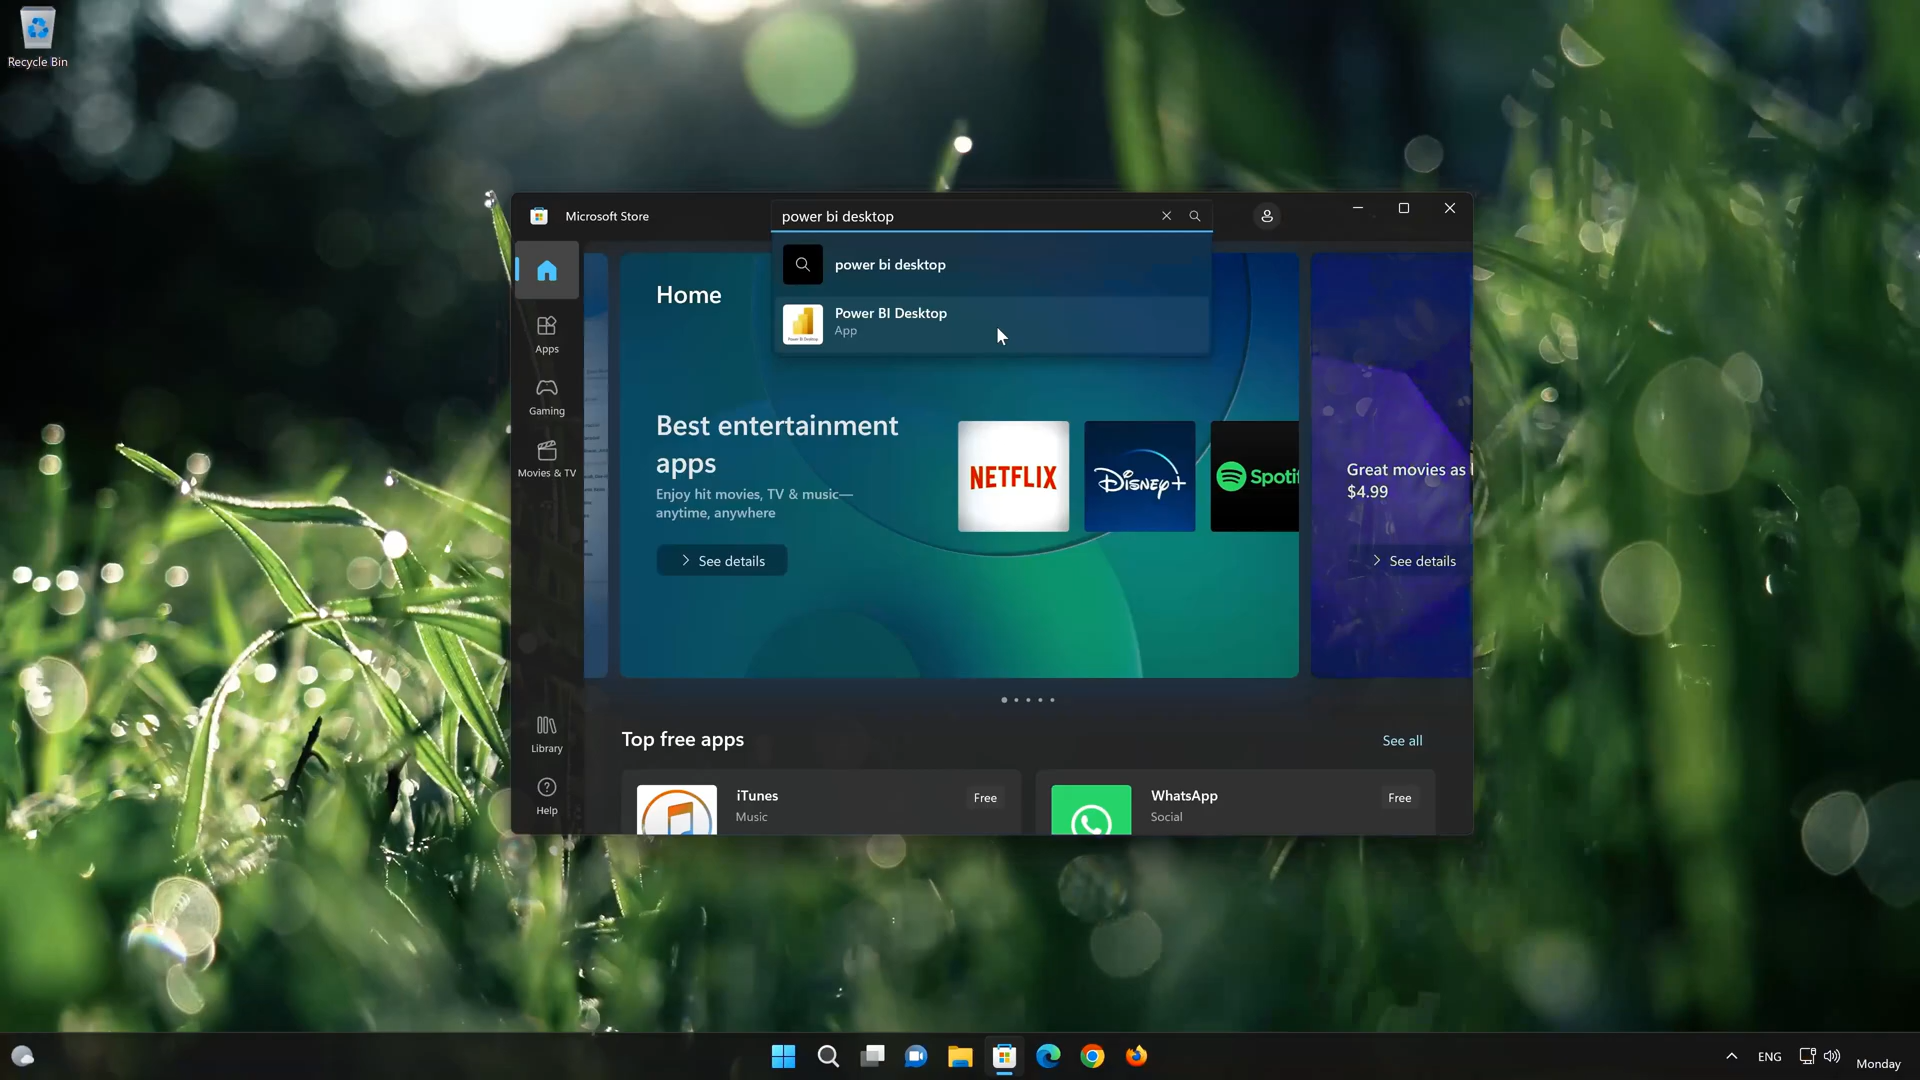 Recycle Bin
Microsoft Store
power bi desktop
power bi desktop
Power BI Desktop
App
Home
Apps
Gaming
Movies & TV
Library
Help
Best entertainment
apps
Enjoy hit movies, TV & music—
anytime, anywhere
See details
NETFLIX
Disney+
Spotif
Great movies as l
$4.99
See details
Top free apps
See all
iTunes
Music
Free
WhatsApp
Social
Free
ENG
Monday